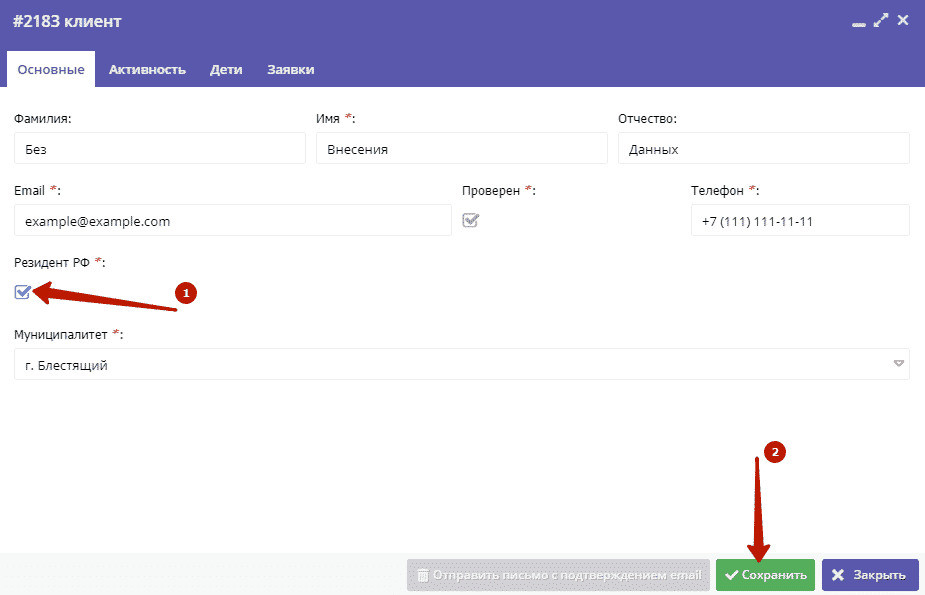 #2183 клиент
Основные Активность Дети Заявки
Фамилия: Имя *: Отчество:
Без Внесения Данных
Email *: Проверен *: Телефон *:
example@example.com +7 (111) 111-11-11
Резидент РФ *:
1
Муниципалитет *:
г. Блестящий
2
Отправить письмо с подтверждением email Сохранить Закрыть